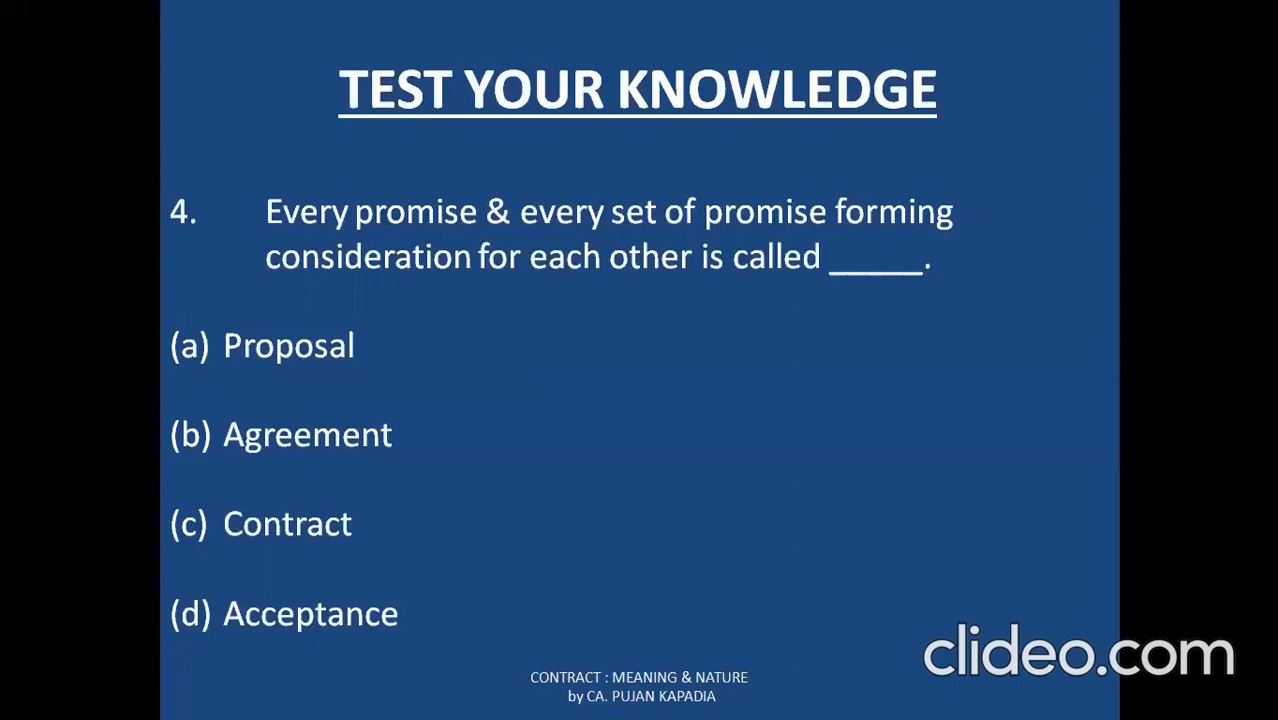 TEST YOUR KNOWLEDGE
4. Every promise & every set of promise forming
consideration for each other is called _____.
(a) Proposal
(b) Agreement
(c) Contract
(d) Acceptance
CONTRACT : MEANING & NATURE
by CA. PUJAN KAPADIA
clideo.com